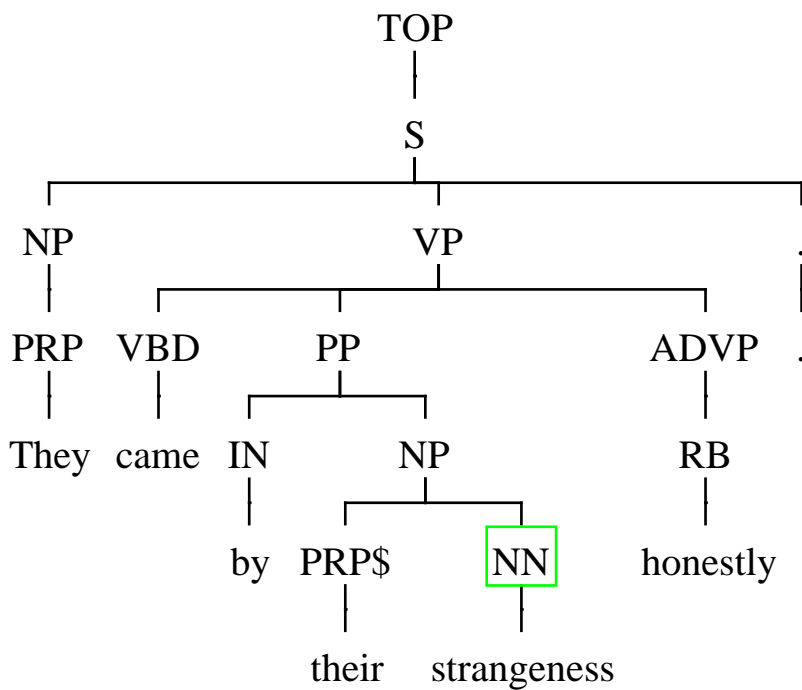 TOP
S
NP VP .
PRP VBD PP ADVP .
They came IN NP RB
by PRP$ NN honestly
their strangeness